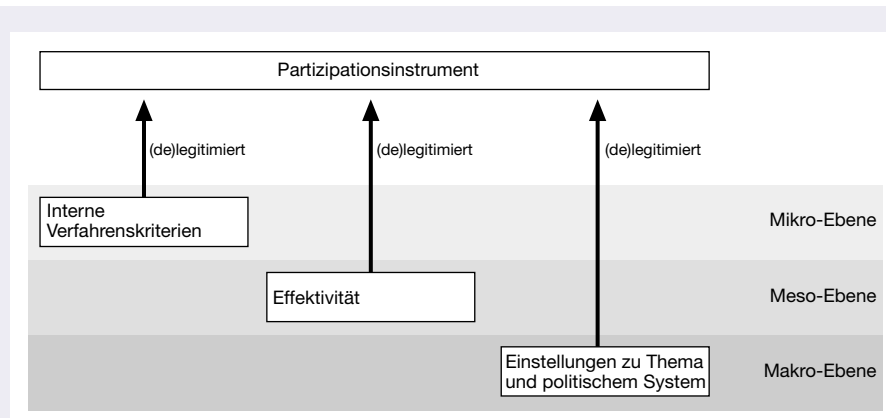 Partizipationsinstrument
(de)legitimiert
(de)legitimiert
(de)legitimiert
Interne
Verfahrenskriterien
Mikro-Ebene
Effektivität
Meso-Ebene
Einstellungen zu Thema
und politischem System
Makro-Ebene